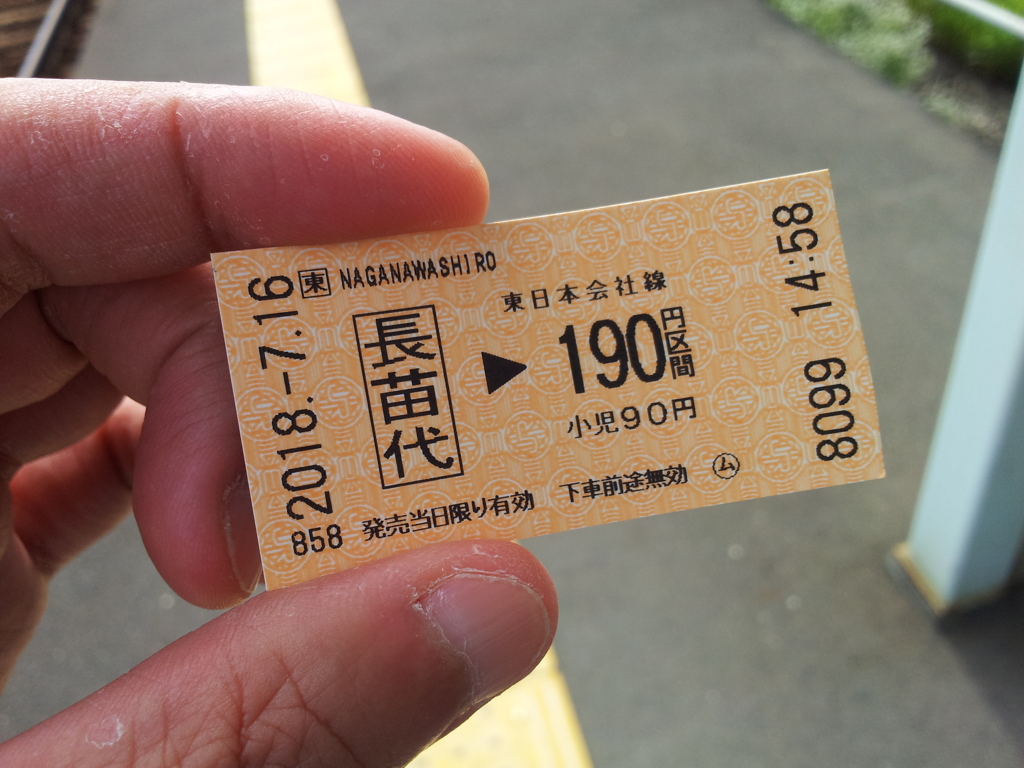 2018.-7.16
東 NAGANAWASHIRO
長苗代
東日本会社線
▶ 190円区間
小児90円
発売当日限り有効 下車前途無効 ム
858
14:58
8099